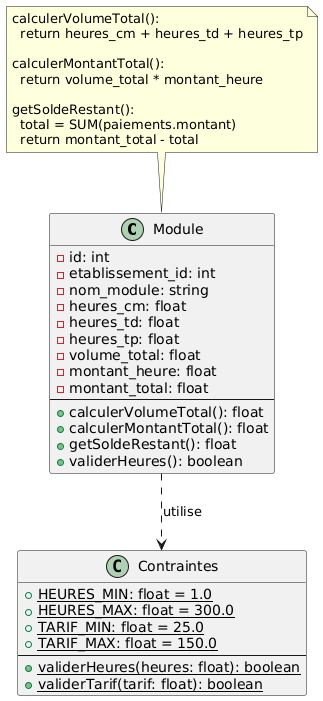 calculerVolumeTotal():
  return heures_cm + heures_td + heures_tp

calculerMontantTotal():
  return volume_total * montant_heure

getSoldeRestant():
  total = SUM(paiements.montant)
  return montant_total - total

C Module
id: int
etablissement_id: int
nom_module: string
heures_cm: float
heures_td: float
heures_tp: float
volume_total: float
montant_heure: float
montant_total: float
calculerVolumeTotal(): float
calculerMontantTotal(): float
getSoldeRestant(): float
validerHeures(): boolean
utilise
C Contraintes
HEURES_MIN: float = 1.0
HEURES_MAX: float = 300.0
TARIF_MIN: float = 25.0
TARIF_MAX: float = 150.0
validerHeures(heures: float): boolean
validerTarif(tarif: float): boolean